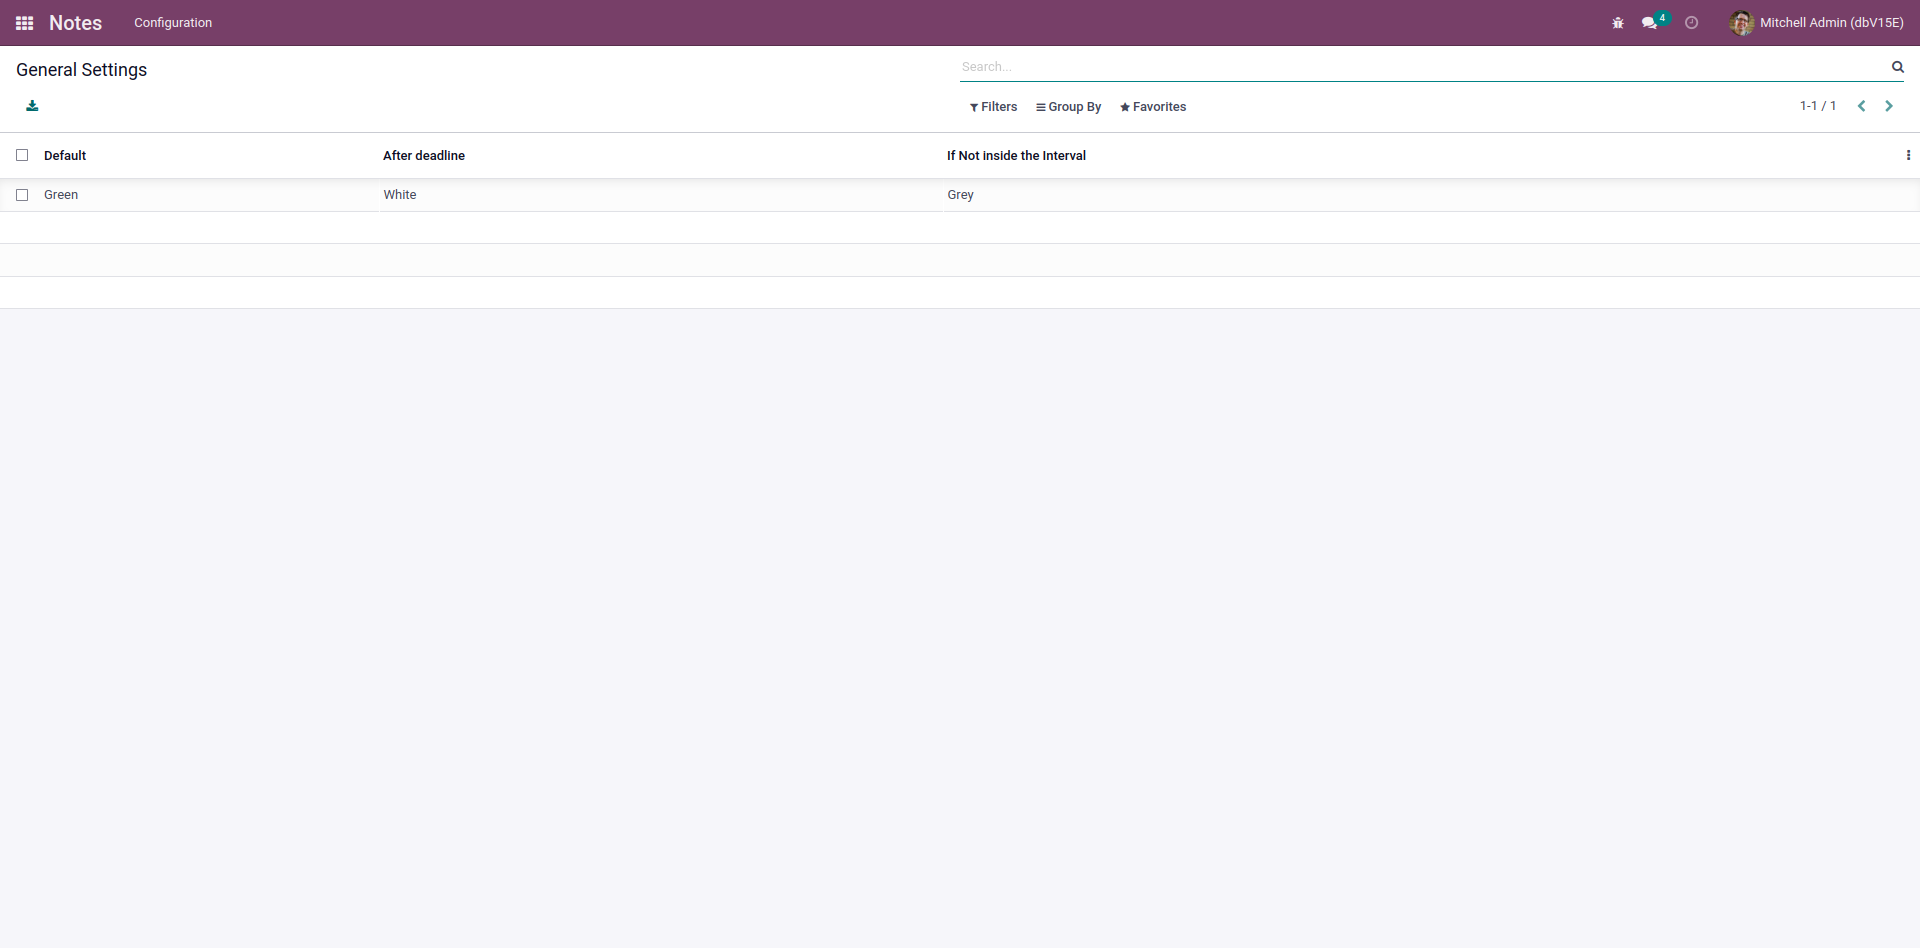 Notes Configuration 4 Mitchell Admin (dbV15E)
General Settings Search...
Filters Group By Favorites 1-1 / 1
Default After deadline If Not inside the Interval
Green White Grey